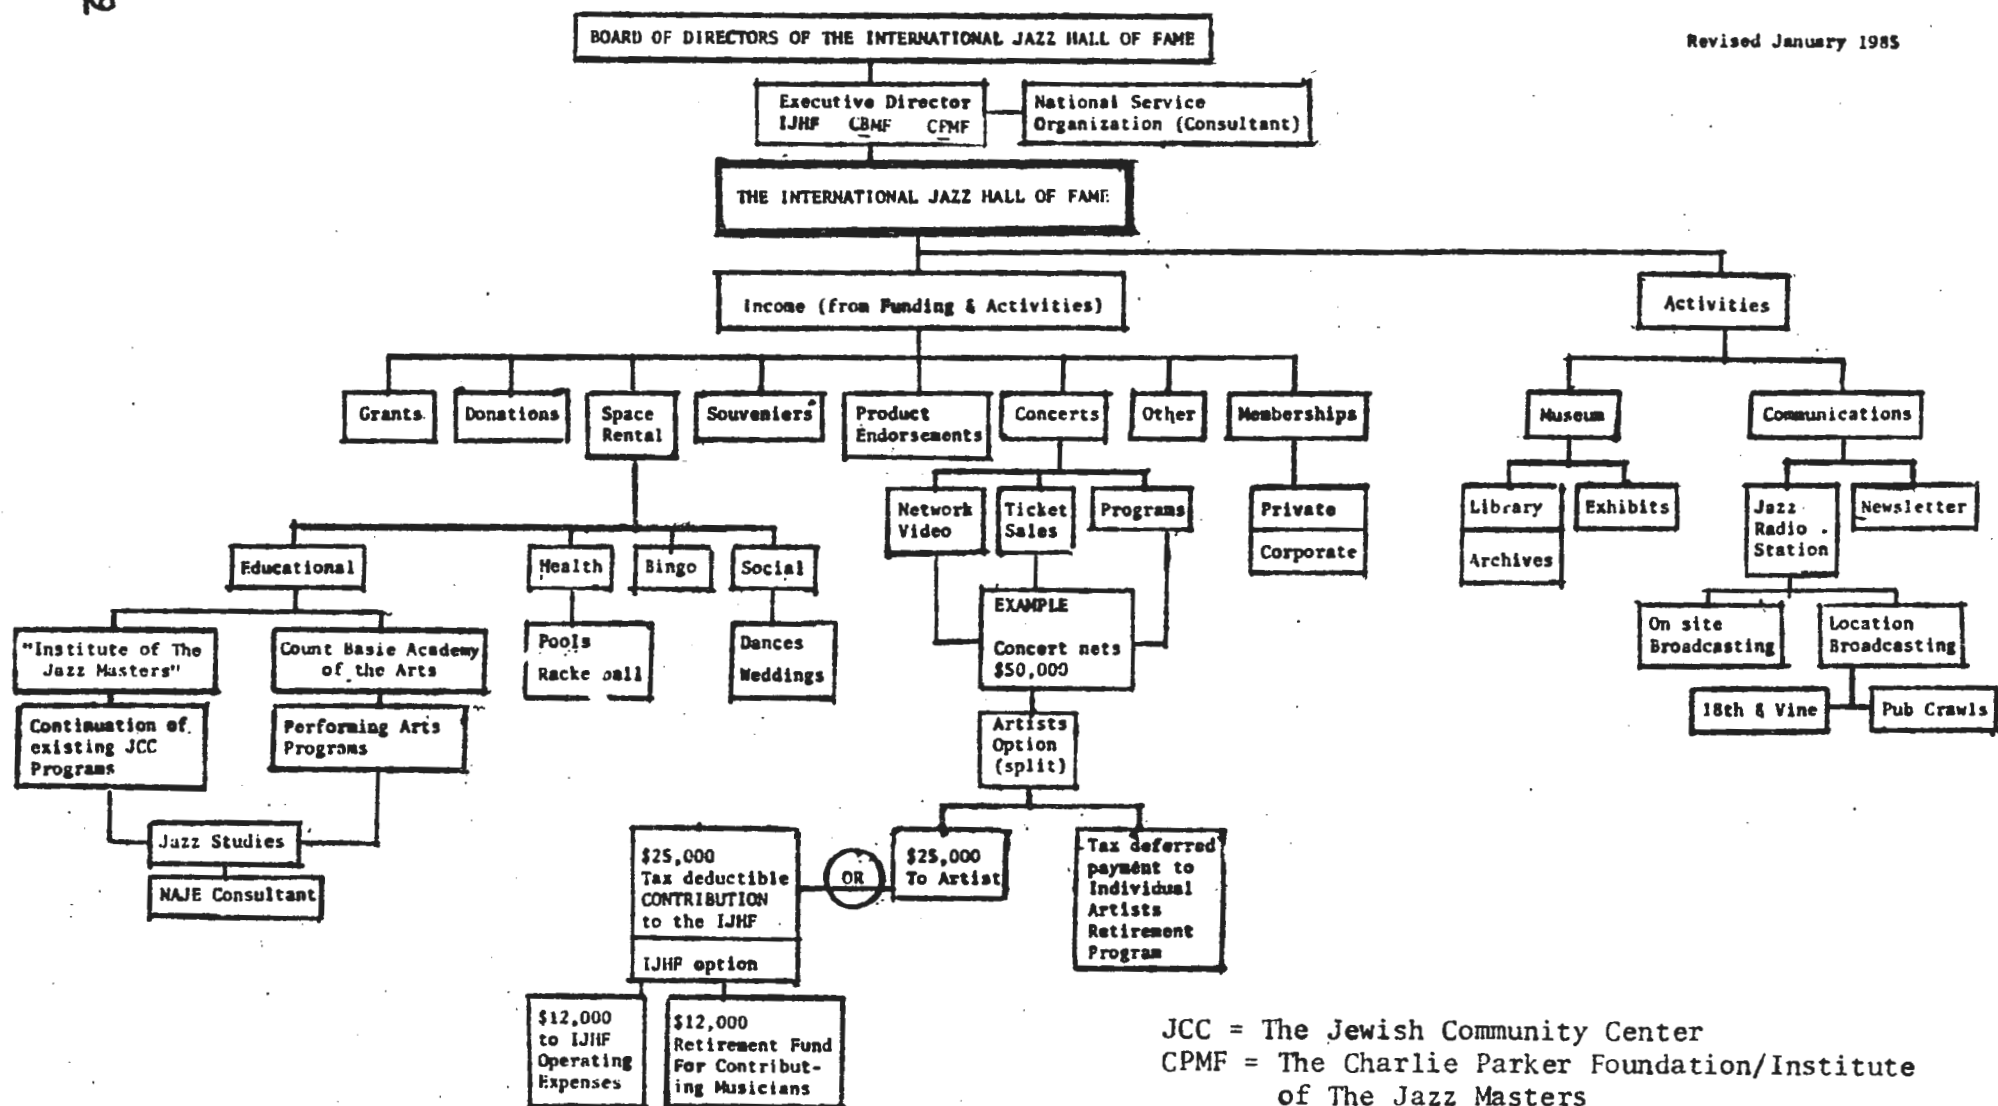 BOARD OF DIRECTORS OF THE INTERNATIONAL JAZZ HALL OF FAME
Revised January 1985
Executive Director
IJHF CBMF CPMF
National Service
Organization (Consultant)
THE INTERNATIONAL JAZZ HALL OF FAME
Income (from Funding & Activities)
Activities
Grants
Donations
Space
Rental
Souveniers
Product
Endorsements
Concerts
Other
Memberships
Museum
Communications
Network
Video
Ticket
Sales
Programs
Private
Corporate
Library
Archives
Exhibits
Jazz
Radio
Station
Newsletter
Educational
Health
Bingo
Social
"Institute of The
Jazz Masters"
Count Basie Academy
of the Arts
Pools
Racke ball
Dances
Weddings
EXAMPLE
Concert nets
$50,000
On site
Broadcasting
Location
Broadcasting
18th & Vine
Pub Crawls
Continuation of
existing JCC
Programs
Performing Arts
Programs
Artists
Option
(split)
Jazz Studies
NAJE Consultant
$25,000
Tax deductible
CONTRIBUTION
to the IJHF
IJHF option
OR
$25,000
To Artist
Tax deferred
payment to
Individual
Artists
Retirement
Program
$12,000
to IJHF
Operating
Expenses
$12,000
Retirement Fund
For Contribut-
ing Musicians
JCC = The Jewish Community Center
CPMF = The Charlie Parker Foundation/Institute
of The Jazz Masters